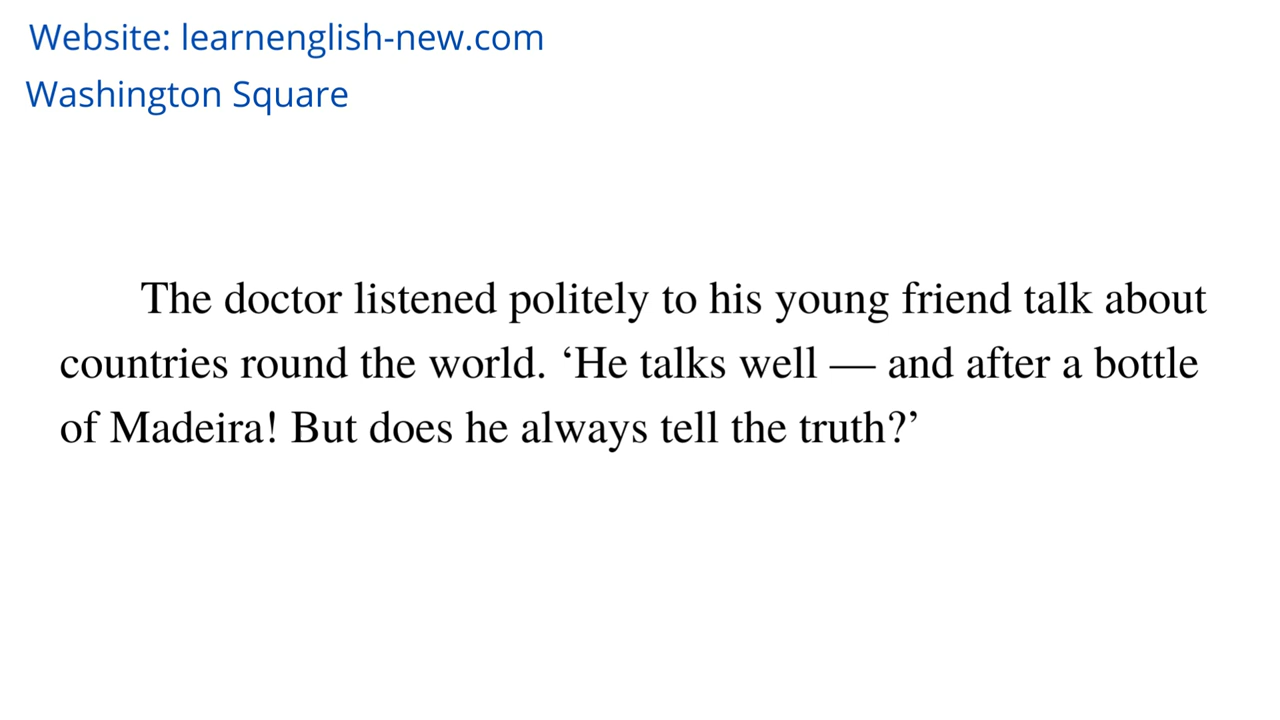 Website: learnenglish-new.com
Washington Square
The doctor listened politely to his young friend talk about
countries round the world. ‘He talks well — and after a bottle
of Madeira! But does he always tell the truth?’